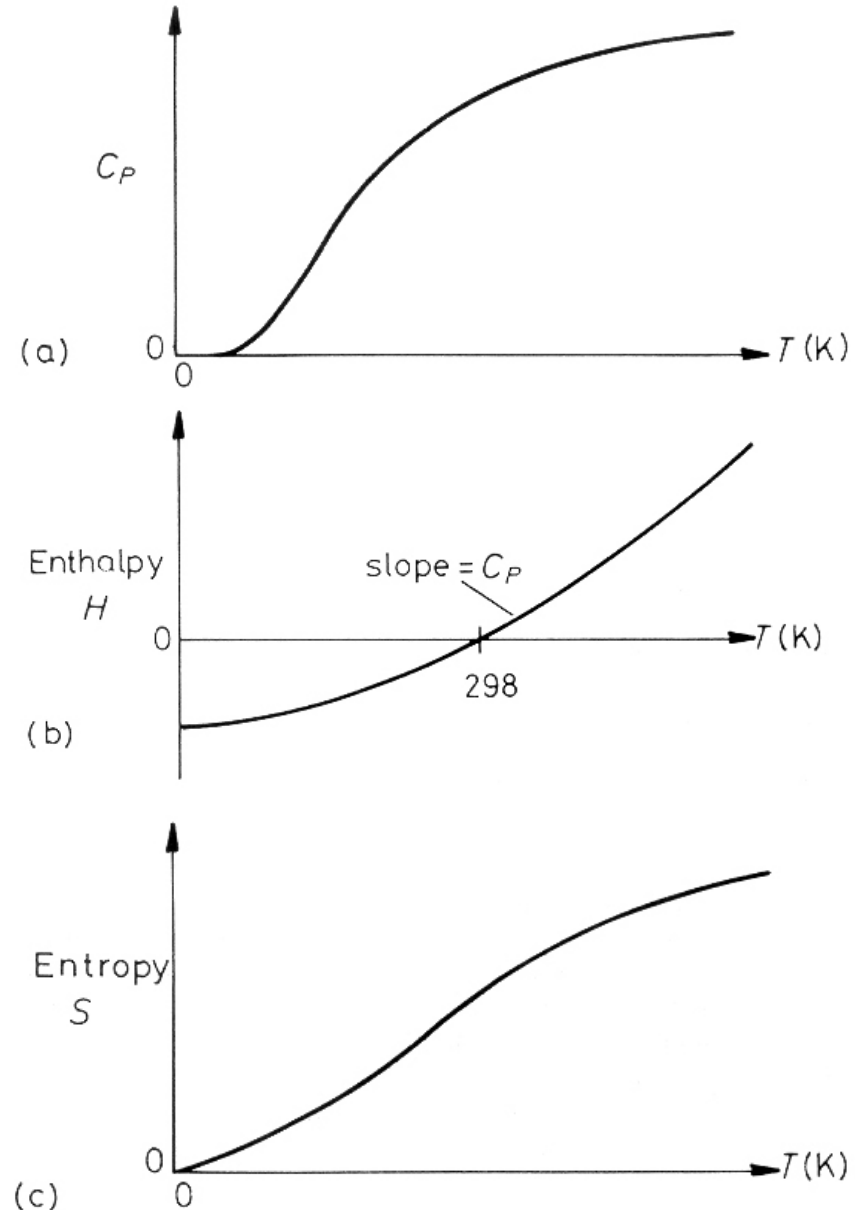 C_P
(a)
0
0
T (K)
Enthalpy
H
slope = C_P
0
T (K)
298
(b)
Entropy
S
0
0
T (K)
(c)